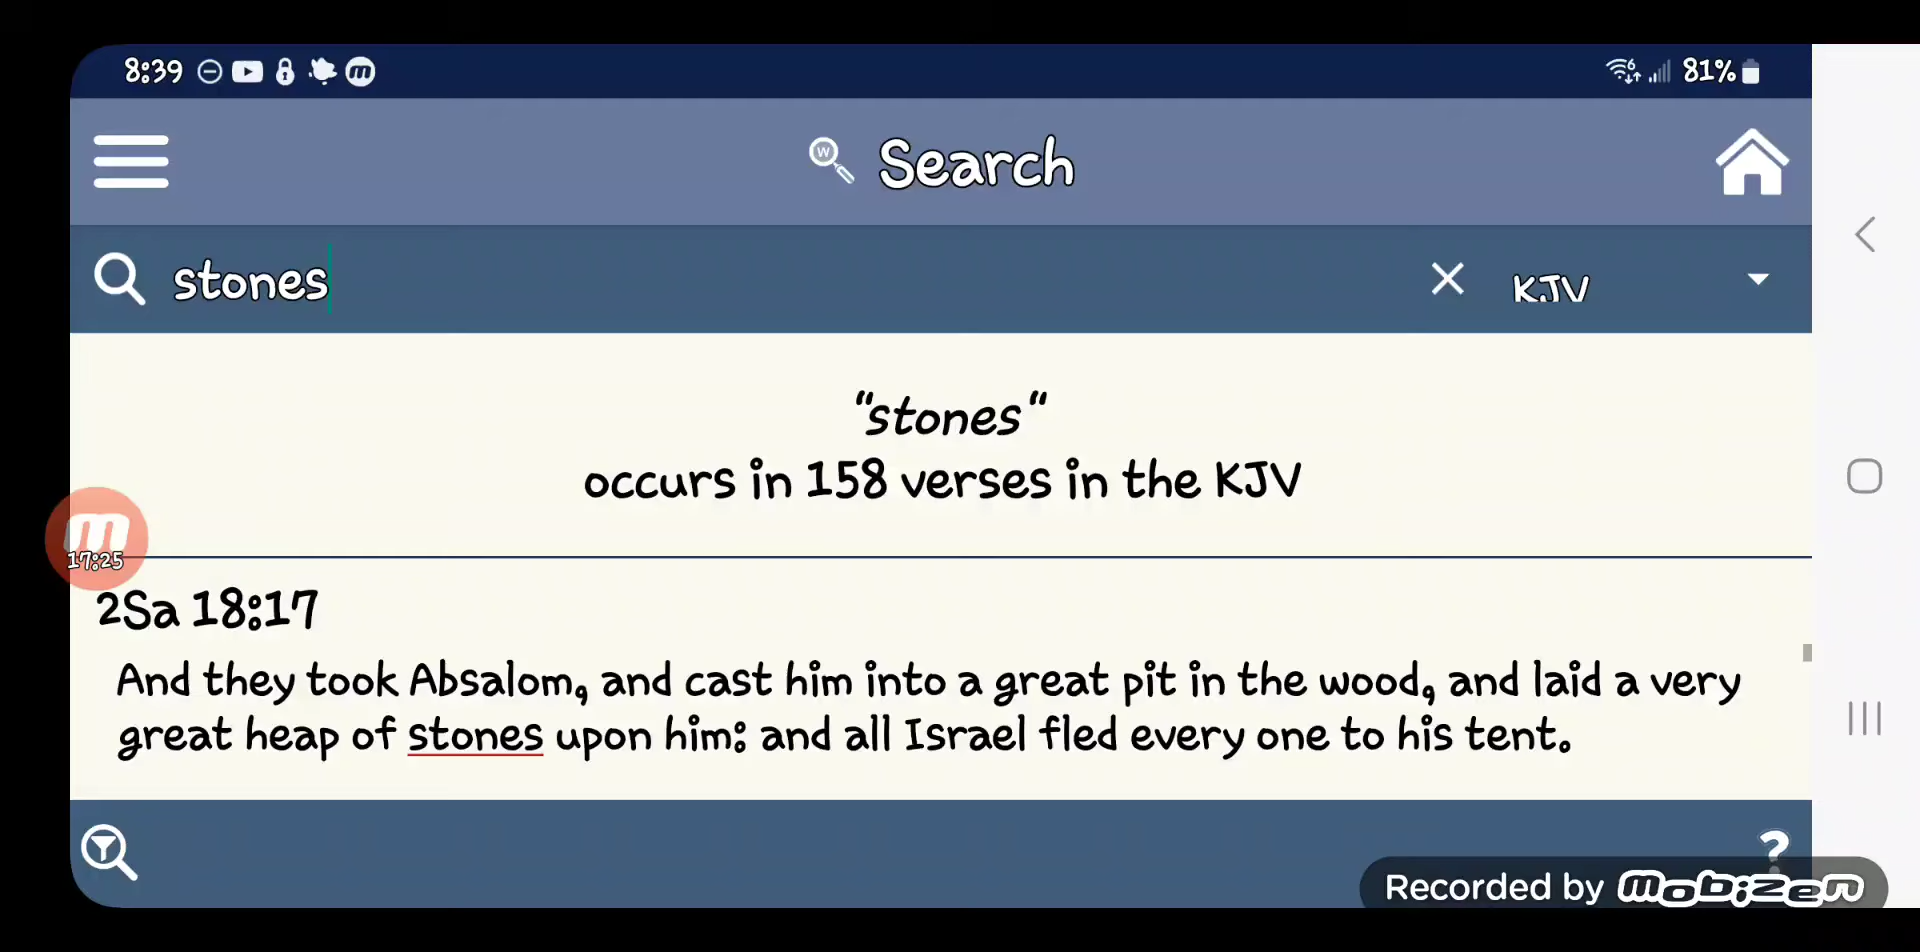 8:39
81%
Search
stones
KJV
"stones"
occurs in 158 verses in the KJV
17:25
2Sa 18:17
And they took Absalom, and cast him into a great pit in the wood, and laid a very
great heap of stones upon him: and all Israel fled every one to his tent.
?
Recorded by mobizen